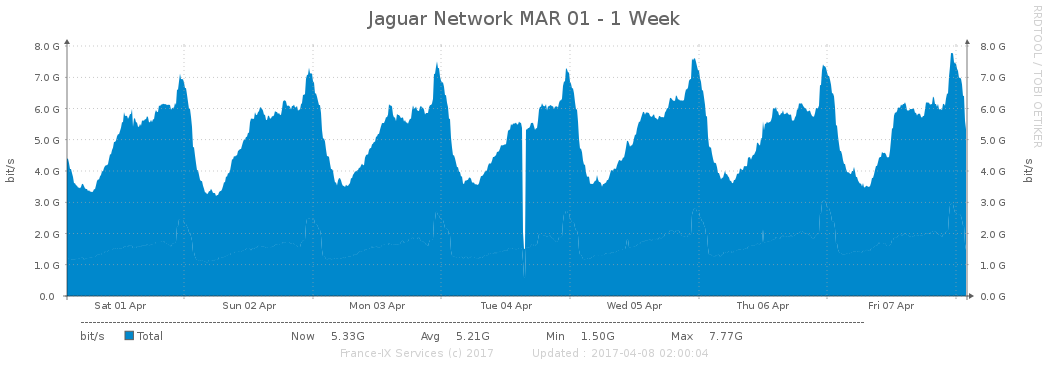 Jaguar Network MAR 01 - 1 Week
RRDTOOL / TOBI OETIKER
bit/s
8.0 G 8.0 G
7.0 G 7.0 G
6.0 G 6.0 G
5.0 G 5.0 G
4.0 G 4.0 G
3.0 G 3.0 G
2.0 G 2.0 G
1.0 G 1.0 G
0.0 0.0 G
bit/s
Sat 01 Apr Sun 02 Apr Mon 03 Apr Tue 04 Apr Wed 05 Apr Thu 06 Apr Fri 07 Apr
bit/s Total Now 5.33G Avg 5.21G Min 1.50G Max 7.77G
France-IX Services (c) 2017 Updated : 2017-04-08 02:00:04